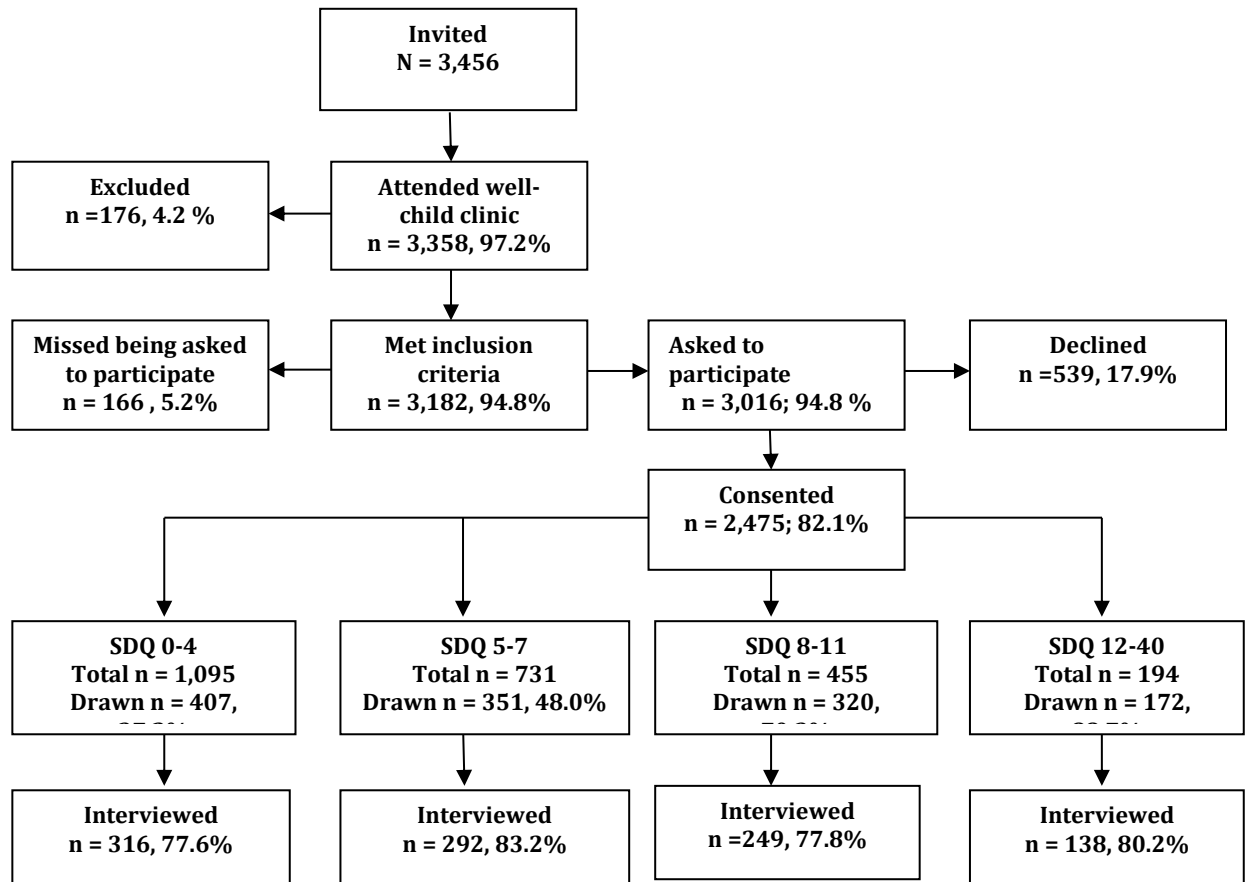 Invited
N = 3,456
Excluded
n =176, 4.2 %
Attended well-
child clinic
n = 3,358, 97.2%
Missed being asked
to participate
n = 166 , 5.2%
Met inclusion
criteria
n = 3,182, 94.8%
Asked to
participate
n = 3,016; 94.8 %
Declined
n =539, 17.9%
Consented
n = 2,475; 82.1%
SDQ 0-4
Total n = 1,095
Drawn n = 407,
SDQ 5-7
Total n = 731
Drawn n = 351, 48.0%
SDQ 8-11
Total n = 455
Drawn n = 320,
SDQ 12-40
Total n = 194
Drawn n = 172,
Interviewed
n = 316, 77.6%
Interviewed
n = 292, 83.2%
Interviewed
n =249, 77.8%
Interviewed
n = 138, 80.2%